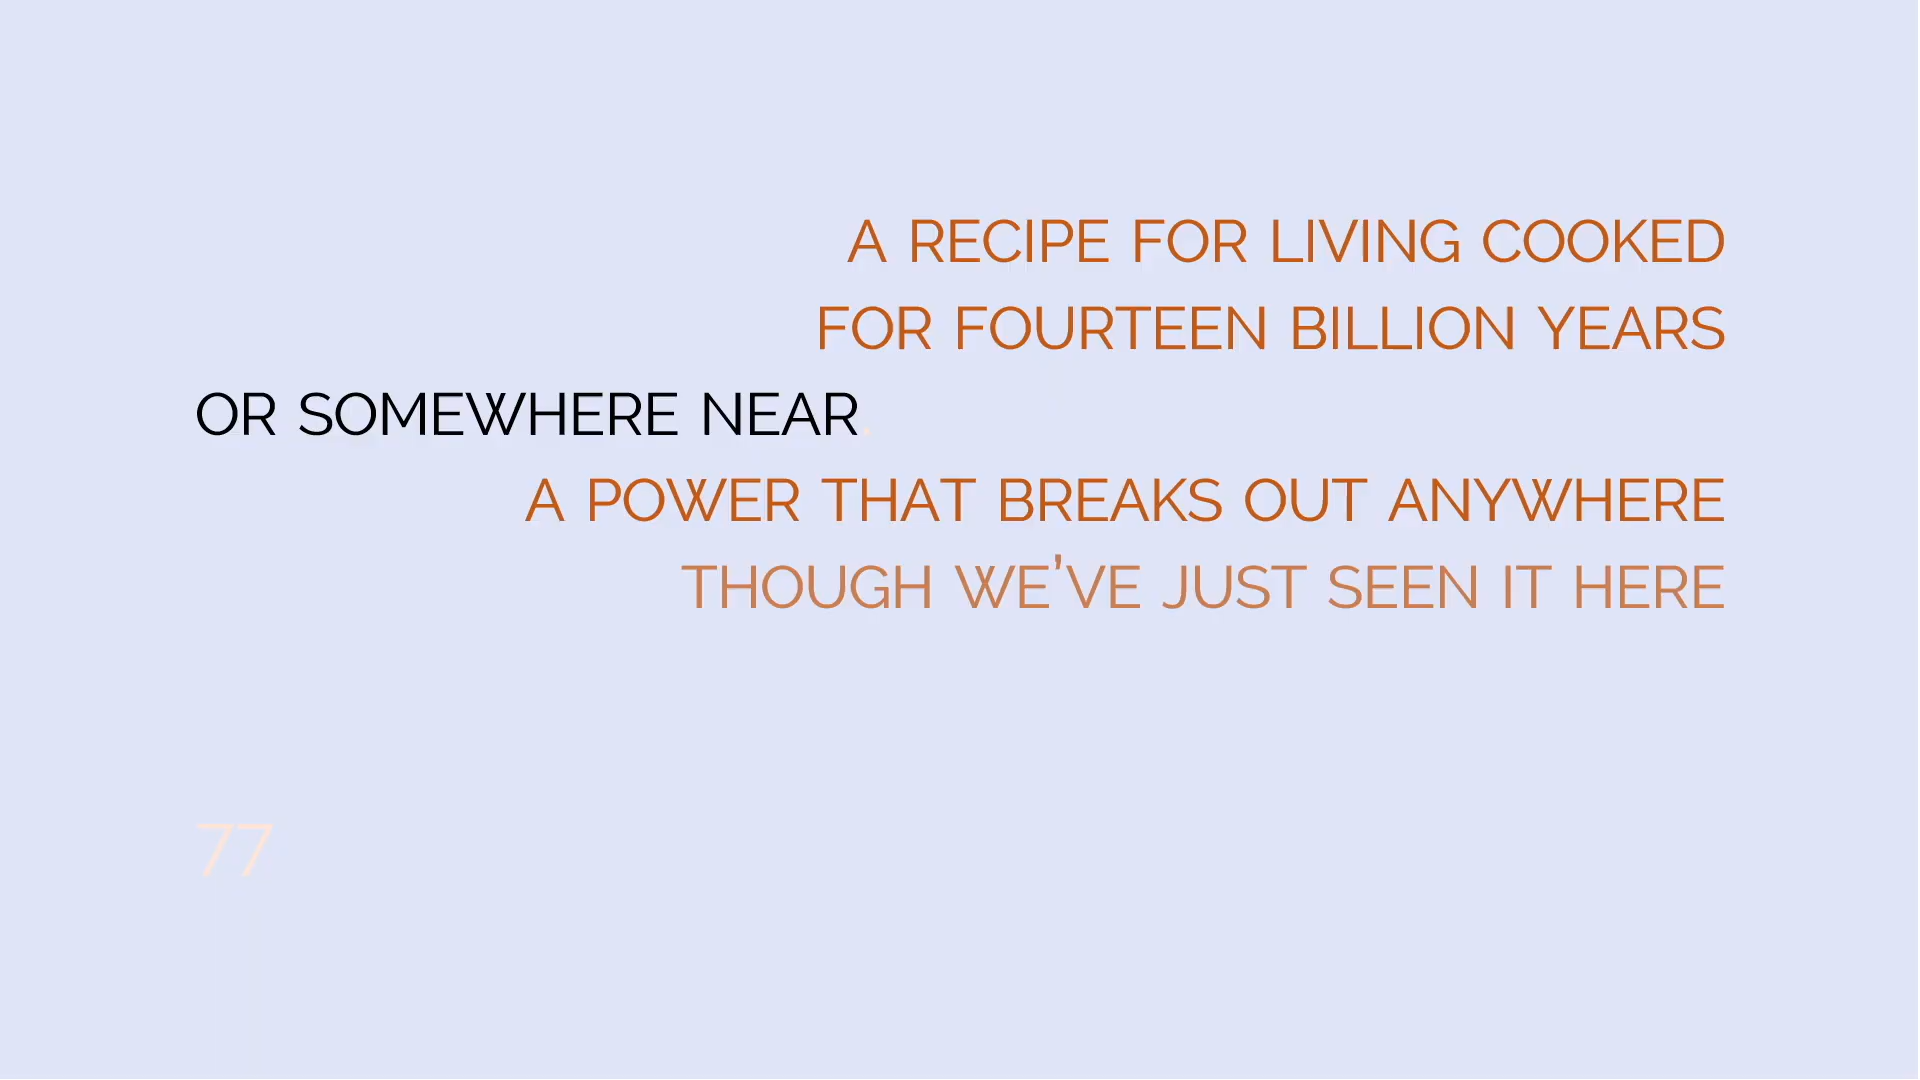 A RECIPE FOR LIVING COOKED
FOR FOURTEEN BILLION YEARS
OR SOMEWHERE NEAR.
A POWER THAT BREAKS OUT ANYWHERE
THOUGH WE'VE JUST SEEN IT HERE
77